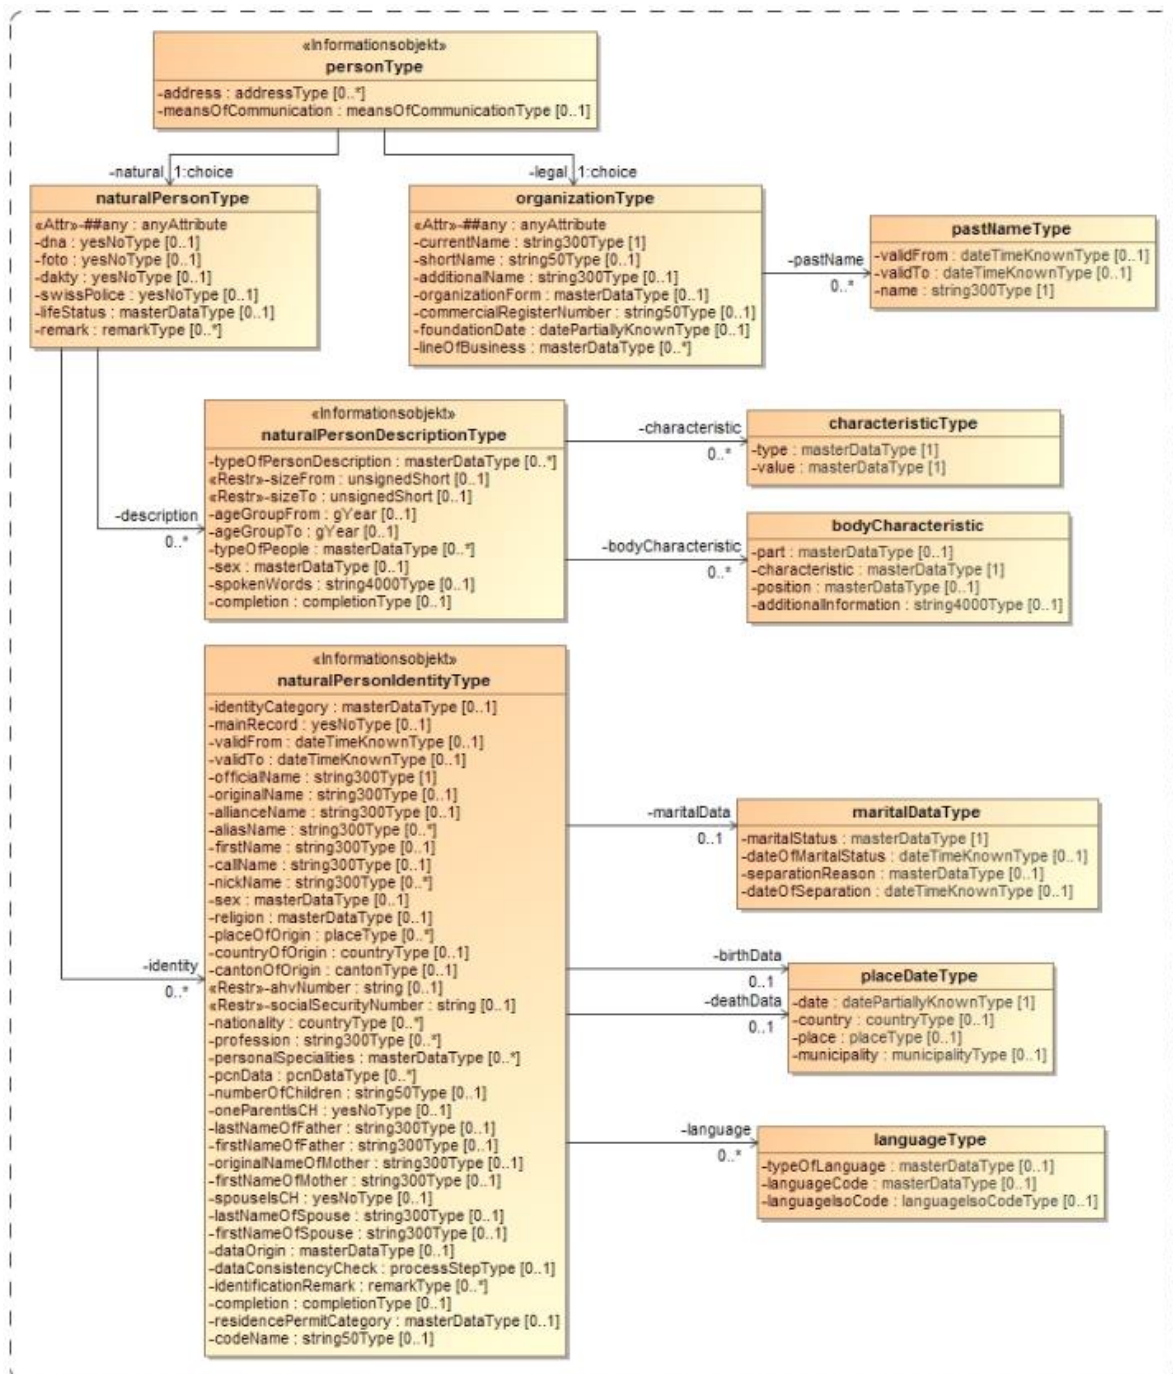 «Informationsobjekt»
personType
-address : addressType [0..*]
-meansOfCommunication : meansOfCommunicationType [0..1]
-natural 1:choice
-legal 1:choice
naturalPersonType
«Attr»-##any : anyAttribute
-dna : yesNoType [0..1]
-foto : yesNoType [0..1]
-dakty : yesNoType [0..1]
-swissPolice : yesNoType [0..1]
-lifeStatus : masterDataType [0..1]
-remark : remarkType [0..*]
organizationType
«Attr»-##any : anyAttribute
-currentName : string300Type [1]
-shortName : string50Type [0..1]
-additionalName : string300Type [0..1]
-organizationForm : masterDataType [0..1]
-commercialRegisterNumber : string50Type [0..1]
-foundationDate : datePartiallyKnownType [0..1]
-lineOfBusiness : masterDataType [0..*]
-pastName
0..*
pastNameType
-validFrom : dateTimeKnownType [0..1]
-validTo : dateTimeKnownType [0..1]
-name : string300Type [1]
-description
0..*
«Informationsobjekt»
naturalPersonDescriptionType
-typeOfPersonDescription : masterDataType [0..*]
«Restr»-sizeFrom : unsignedShort [0..1]
«Restr»-sizeTo : unsignedShort [0..1]
-ageGroupFrom : gYear [0..1]
-ageGroupTo : gYear [0..1]
-typeOfPeople : masterDataType [0..*]
-sex : masterDataType [0..1]
-spokenWords : string4000Type [0..1]
-completion : completionType [0..1]
-characteristic
0..*
characteristicType
-type : masterDataType [1]
-value : masterDataType [1]
-bodyCharacteristic
0..*
bodyCharacteristic
-part : masterDataType [0..1]
-characteristic : masterDataType [1]
-position : masterDataType [0..1]
-additionalInformation : string4000Type [0..1]
-identity
0..*
«Informationsobjekt»
naturalPersonIdentityType
-identityCategory : masterDataType [0..1]
-mainRecord : yesNoType [0..1]
-validFrom : dateTimeKnownType [0..1]
-validTo : dateTimeKnownType [0..1]
-officialName : string300Type [1]
-originalName : string300Type [0..1]
-allianceName : string300Type [0..1]
-aliasName : string300Type [0..*]
-firstName : string300Type [0..1]
-callName : string300Type [0..1]
-nickName : string300Type [0..*]
-sex : masterDataType [0..1]
-religion : masterDataType [0..1]
-placeOfOrigin : placeType [0..*]
-countryOfOrigin : countryType [0..1]
-cantonOfOrigin : cantonType [0..1]
«Restr»-ahvNumber : string [0..1]
«Restr»-socialSecurityNumber : string [0..1]
-nationality : countryType [0..*]
-profession : string300Type [0..*]
-personalSpecialities : masterDataType [0..*]
-pcnData : pcnDataType [0..*]
-numberOfChildren : string50Type [0..1]
-oneParentIsCH : yesNoType [0..1]
-lastNameOfFather : string300Type [0..1]
-firstNameOfFather : string300Type [0..1]
-originalNameOfMother : string300Type [0..1]
-firstNameOfMother : string300Type [0..1]
-spouseIsCH : yesNoType [0..1]
-lastNameOfSpouse : string300Type [0..1]
-firstNameOfSpouse : string300Type [0..1]
-dataOrigin : masterDataType [0..1]
-dataConsistencyCheck : processStepType [0..1]
-identificationRemark : remarkType [0..*]
-completion : completionType [0..1]
-residencePermitCategory : masterDataType [0..1]
-codeName : string50Type [0..1]
-maritalData
0..1
maritalDataType
-maritalStatus : masterDataType [1]
-dateOfMaritalStatus : dateTimeKnownType [0..1]
-separationReason : masterDataType [0..1]
-dateOfSeparation : dateTimeKnownType [0..1]
-birthData
0..1
-deathData
0..1
placeDateType
-date : datePartiallyKnownType [1]
-country : countryType [0..1]
-place : placeType [0..1]
-municipality : municipalityType [0..1]
-language
0..*
languageType
-typeOfLanguage : masterDataType [0..1]
-languageCode : masterDataType [0..1]
-languageIsoCode : languageIsoCodeType [0..1]